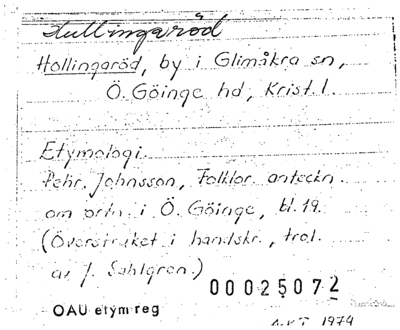 Hullingaröd
Hollingaröd, by i Glimåkra sn,
Ö. Göinge hd, Krist. l.
Etymologi.
Pehr Johnsson, Folklor. anteckn.
om ortn. i Ö. Göinge, bl. 19.
(Överstruket i handskr., trol.
av J. Sahlgren.)
00025072
OAU etym reg
A.K.T. 1974